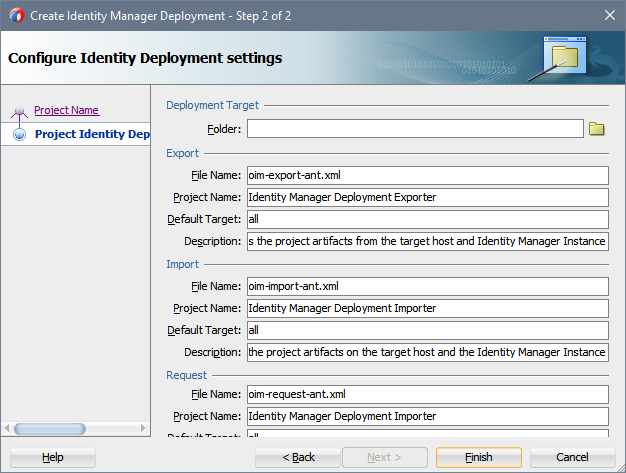 Create Identity Manager Deployment - Step 2 of 2
Configure Identity Deployment settings
Project Name
Project Identity Dep
Deployment Target
Folder:
Export
File Name: oim-export-ant.xml
Project Name: Identity Manager Deployment Exporter
Default Target: all
Description: s the project artifacts from the target host and Identity Manager Instance
Import
File Name: oim-import-ant.xml
Project Name: Identity Manager Deployment Importer
Default Target: all
Description: the project artifacts on the target host and the Identity Manager Instance
Request
File Name: oim-request-ant.xml
Project Name: Identity Manager Deployment Importer
Default Target: all
Help
< Back
Next >
Finish
Cancel